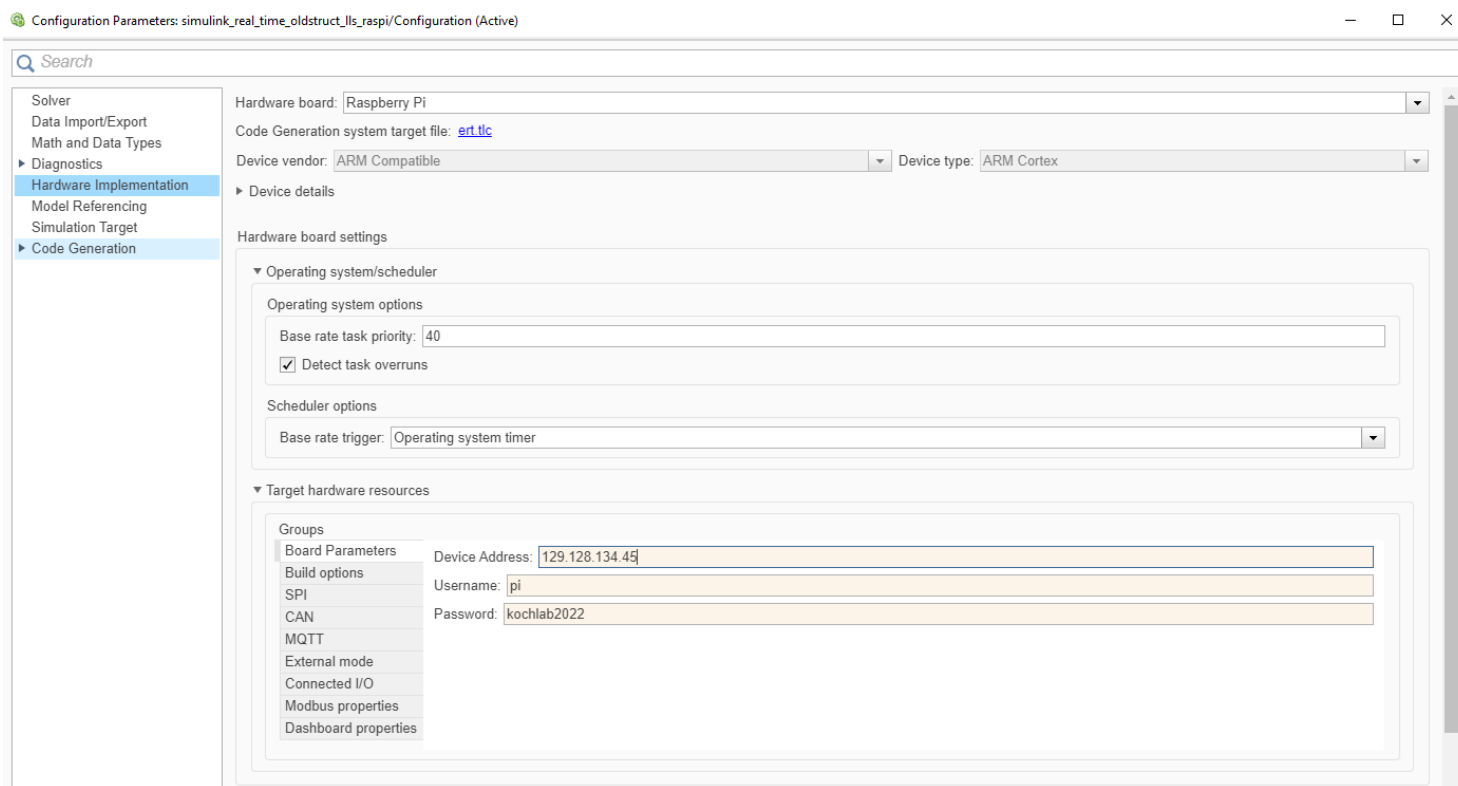 Configuration Parameters: simulink_real_time_oldstruct_lls_raspi/Configuration (Active)
Search
Solver
Data Import/Export
Math and Data Types
Diagnostics
Hardware Implementation
Model Referencing
Simulation Target
Code Generation
Hardware board: Raspberry Pi
Code Generation system target file: ert.tlc
Device vendor: ARM Compatible Device type: ARM Cortex
Device details
Hardware board settings
Operating system/scheduler
Operating system options
Base rate task priority: 40
Detect task overruns
Scheduler options
Base rate trigger: Operating system timer
Target hardware resources
Groups
Board Parameters
Build options
SPI
CAN
MQTT
External mode
Connected I/O
Modbus properties
Dashboard properties
Device Address: 129.128.134.45
Username: pi
Password: kochlab2022